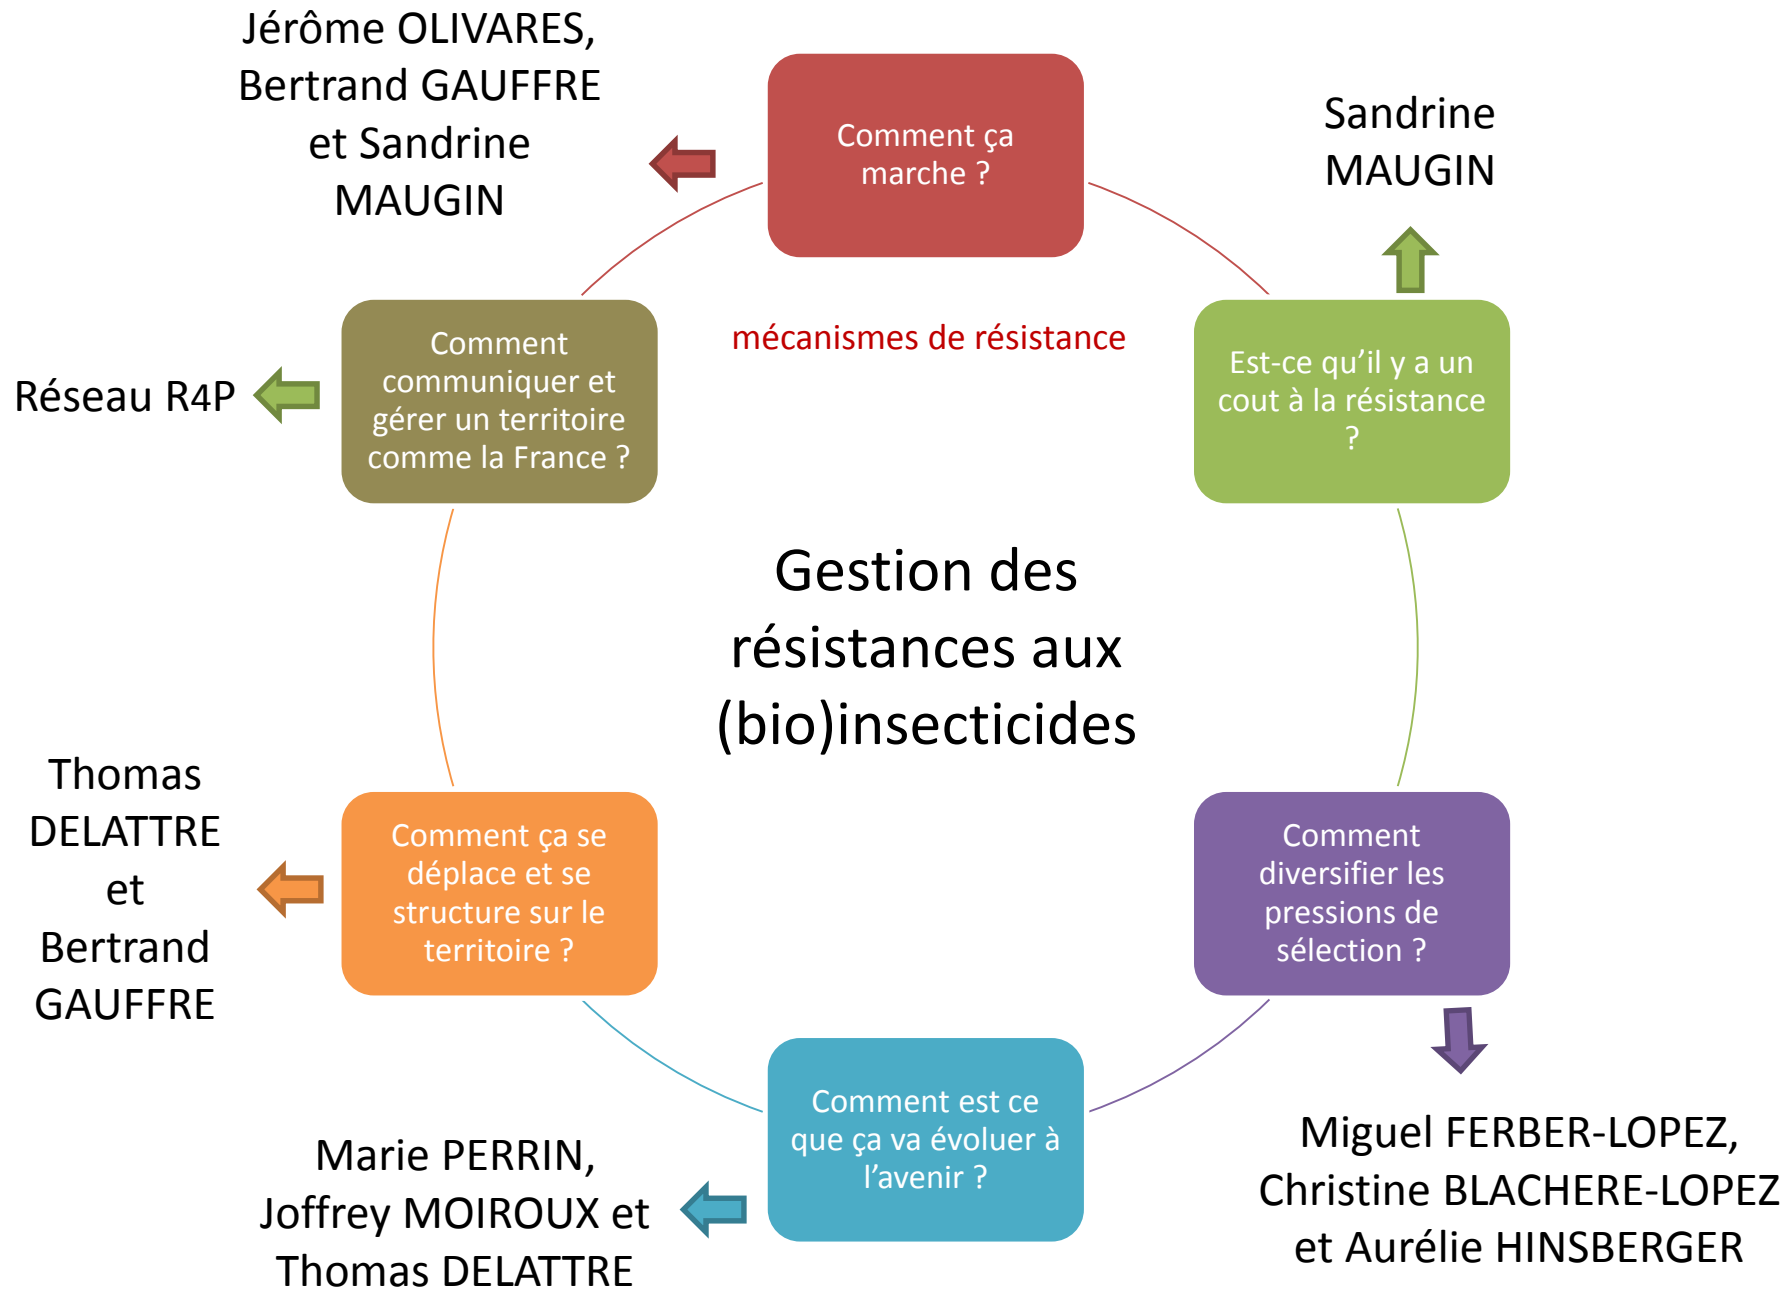 Jérôme OLIVARES,
Bertrand GAUFFRE
et Sandrine
MAUGIN
Comment ça
marche ?
Sandrine
MAUGIN
mécanismes de résistance
Comment
communiquer et
gérer un territoire
comme la France ?
Réseau R4P
Est-ce qu’il y a un
cout à la résistance
?
Gestion des
résistances aux
(bio)insecticides
Thomas
DELATTRE
et
Bertrand
GAUFFRE
Comment ça se
déplace et se
structure sur le
territoire ?
Comment
diversifier les
pressions de
sélection ?
Comment est ce
que ça va évoluer à
l’avenir ?
Marie PERRIN,
Joffrey MOIROUX et
Thomas DELATTRE
Miguel FERBER-LOPEZ,
Christine BLACHERE-LOPEZ
et Aurélie HINSBERGER